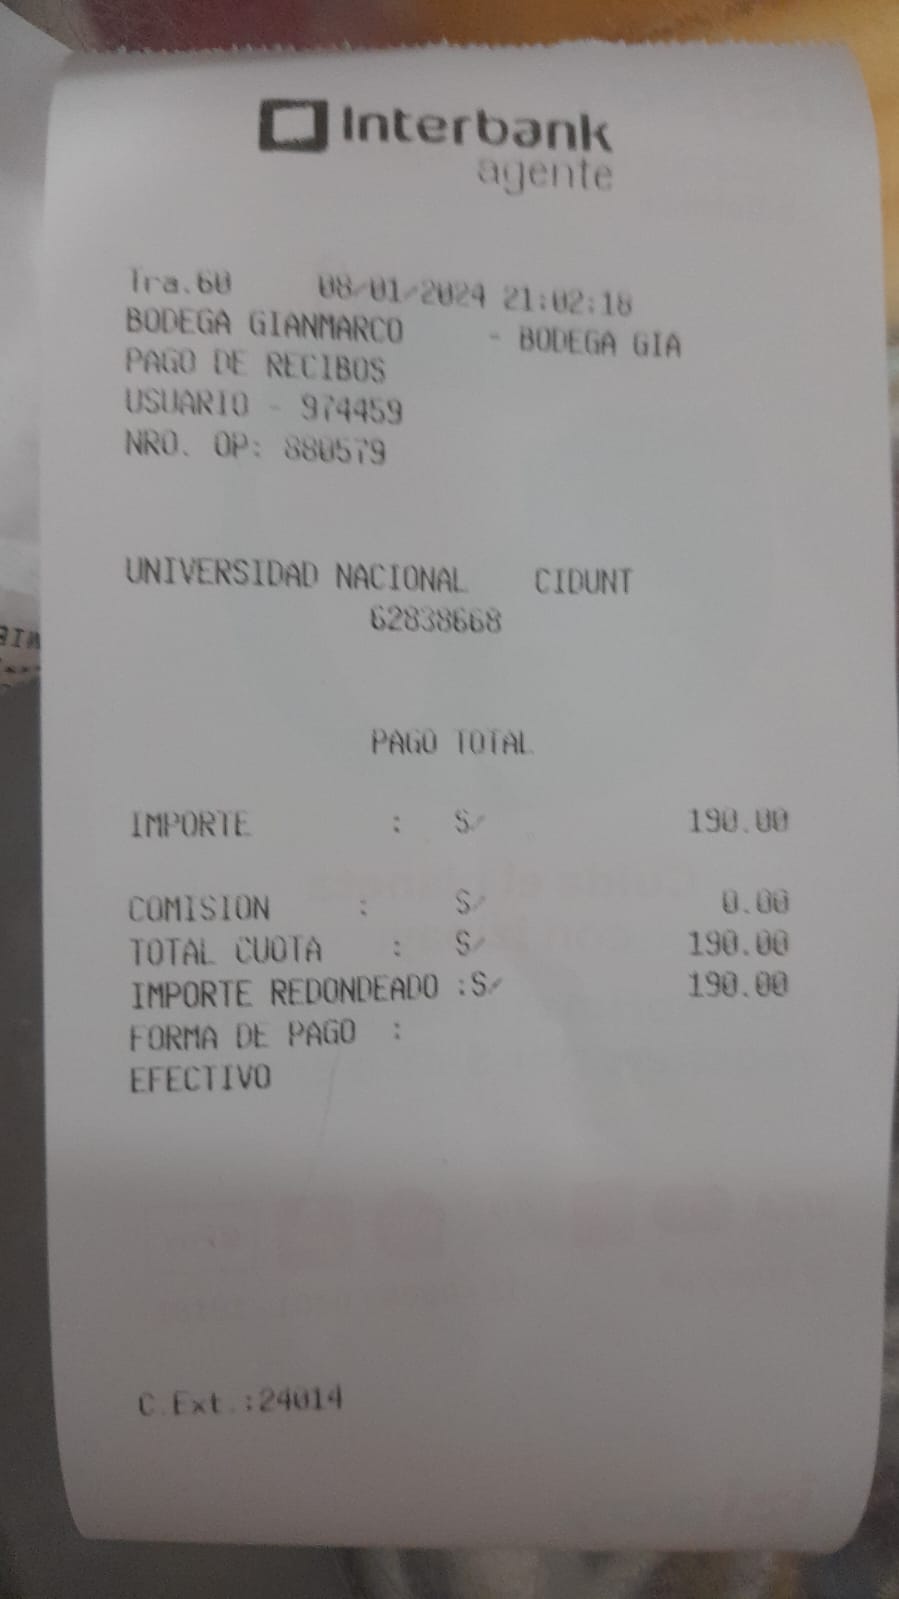 Interbank
agente
Tra.60 08/01/2024 21:02:18
BODEGA GIANMARCO - BODEGA GIA
PAGO DE RECIBOS
USUARIO - 974459
NRO. OP: 880579
UNIVERSIDAD NACIONAL CIDUNT
62838668
PAGO TOTAL
IMPORTE : S/ 190.00
COMISION : S/ 0.00
TOTAL CUOTA : S/ 190.00
IMPORTE REDONDEADO :S/ 190.00
FORMA DE PAGO :
EFECTIVO
C.Ext.:24014